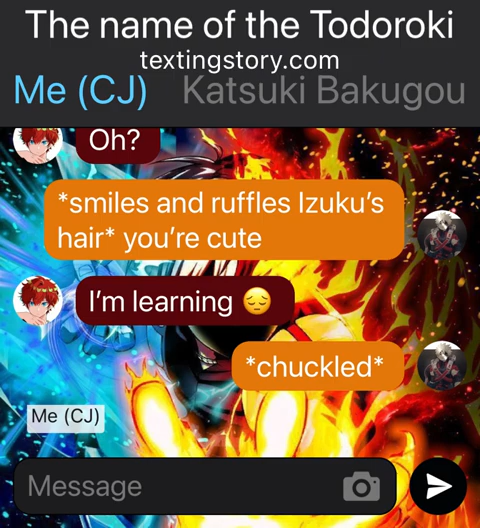 The name of the Todoroki
textingstory.com
Me (CJ) Katsuki Bakugou
Oh?
*smiles and ruffles Izuku’s
hair* you’re cute
I’m learning 😔
*chuckled*
Me (CJ)
Message